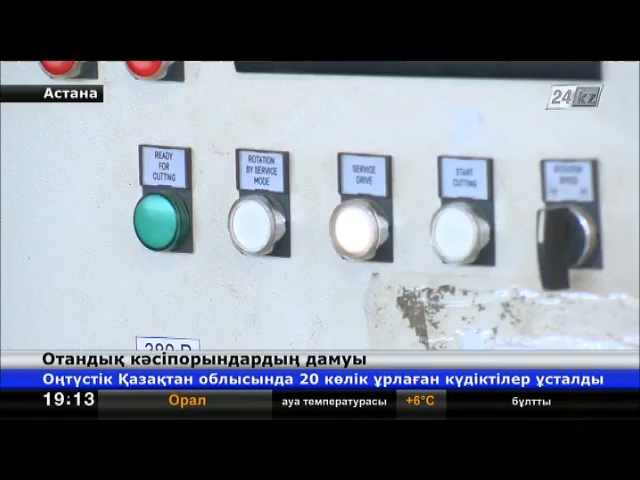 Астана
24kz
READY
FOR
CUTTING
ROTATION
BY SERVICE
MODE
SERVICE
DRIVE
START
CUTTING
Отандық кәсіпорындардың дамуы
Оңтүстік Қазақтан облысында 20 көлік ұрлаған күдіктілер ұсталды
19:13 Орал ауа температурасы +6°C бұлтты